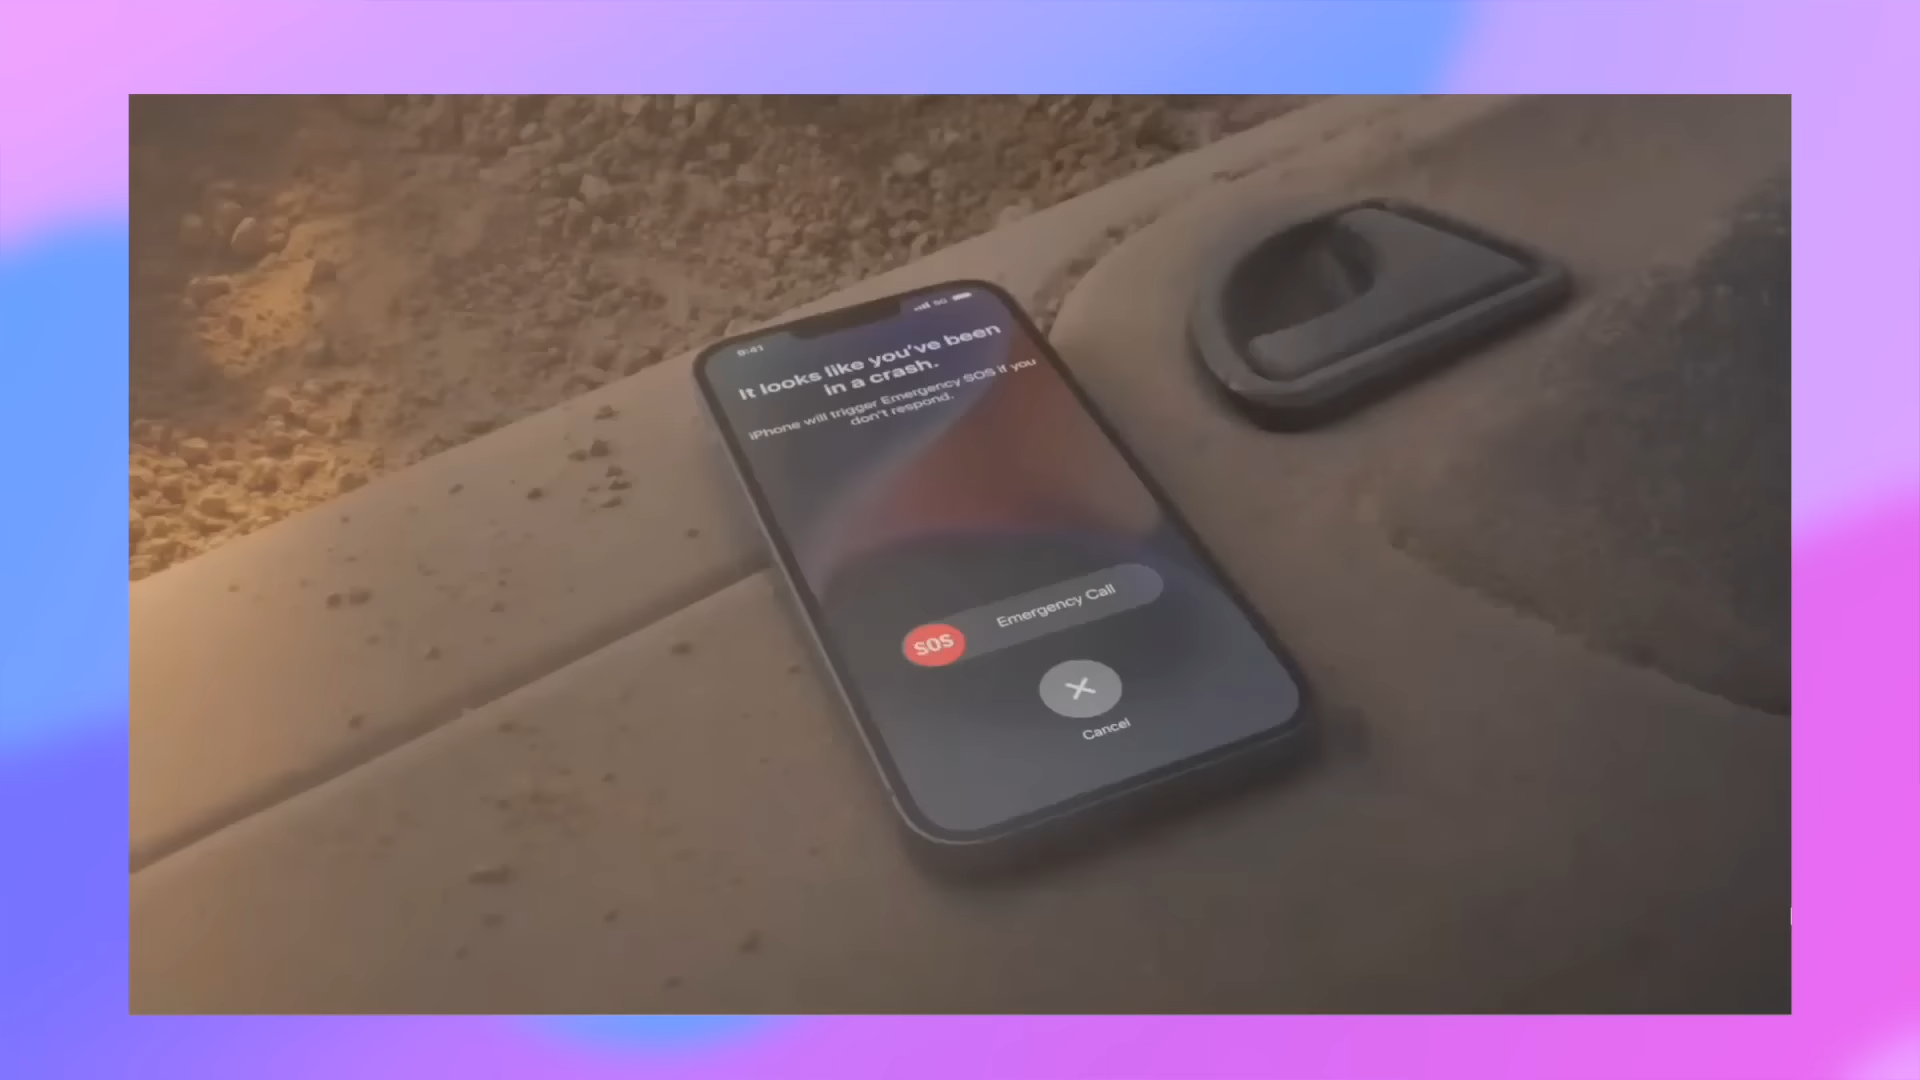 9:41 5G
It looks like you've been
in a crash.
iPhone will trigger Emergency SOS if you
don't respond.
SOS Emergency Call
Cancel